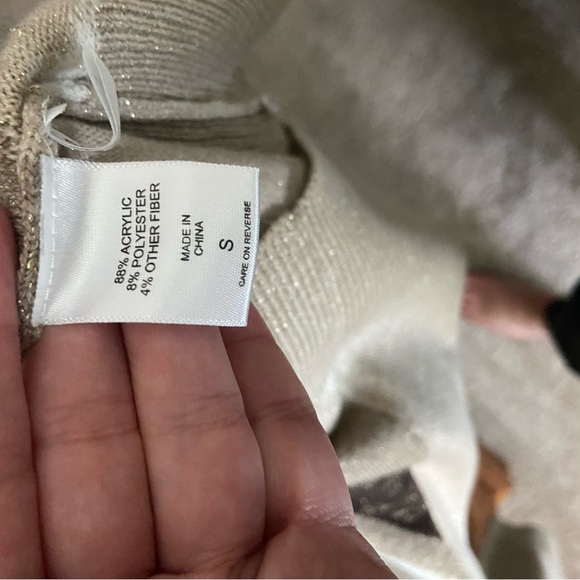 88% ACRYLIC
8% POLYESTER
4% OTHER FIBER
MADE IN
CHINA
S
CARE ON REVERSE